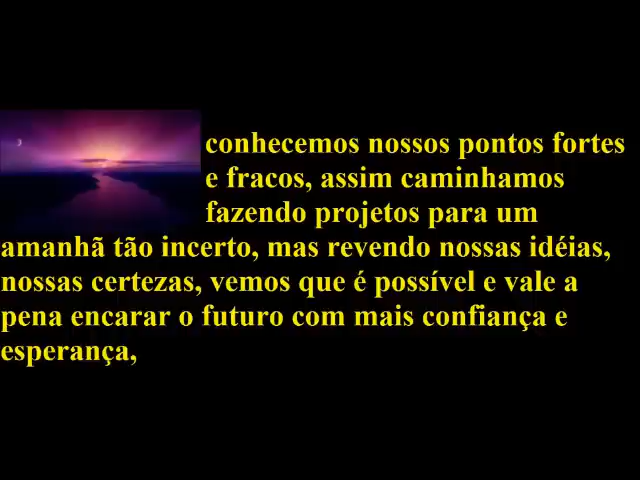 conhecemos nossos pontos fortes
e fracos, assim caminhamos
fazendo projetos para um
amanhã tão incerto, mas revendo nossas idéias,
nossas certezas, vemos que é possível e vale a
pena encarar o futuro com mais confiança e
esperança,